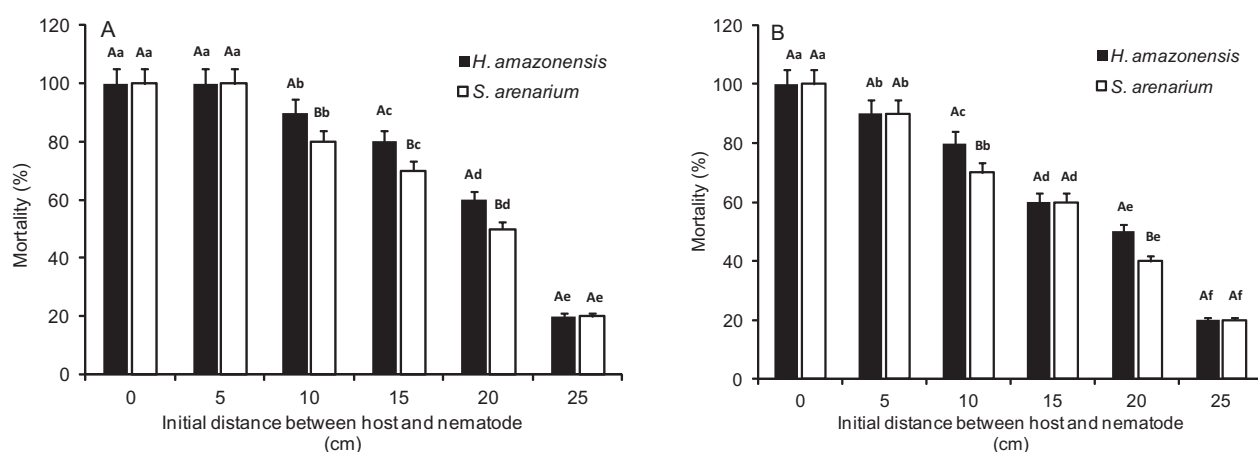 A
120
100
80
60
40
20
0
Mortality (%)
H. amazonensis
S. arenarium
Aa Aa
Aa Aa
Ab
Bb
Ac
Bc
Ad
Bd
Ae Ae
0 5 10 15 20 25
Initial distance between host and nematode
(cm)
B
120
100
80
60
40
20
0
Mortality (%)
H. amazonensis
S. arenarium
Aa Aa
Ab Ab
Ac
Bb
Ad Ad
Ae
Be
Af Af
0 5 10 15 20 25
Initial distance between host and nematode
(cm)